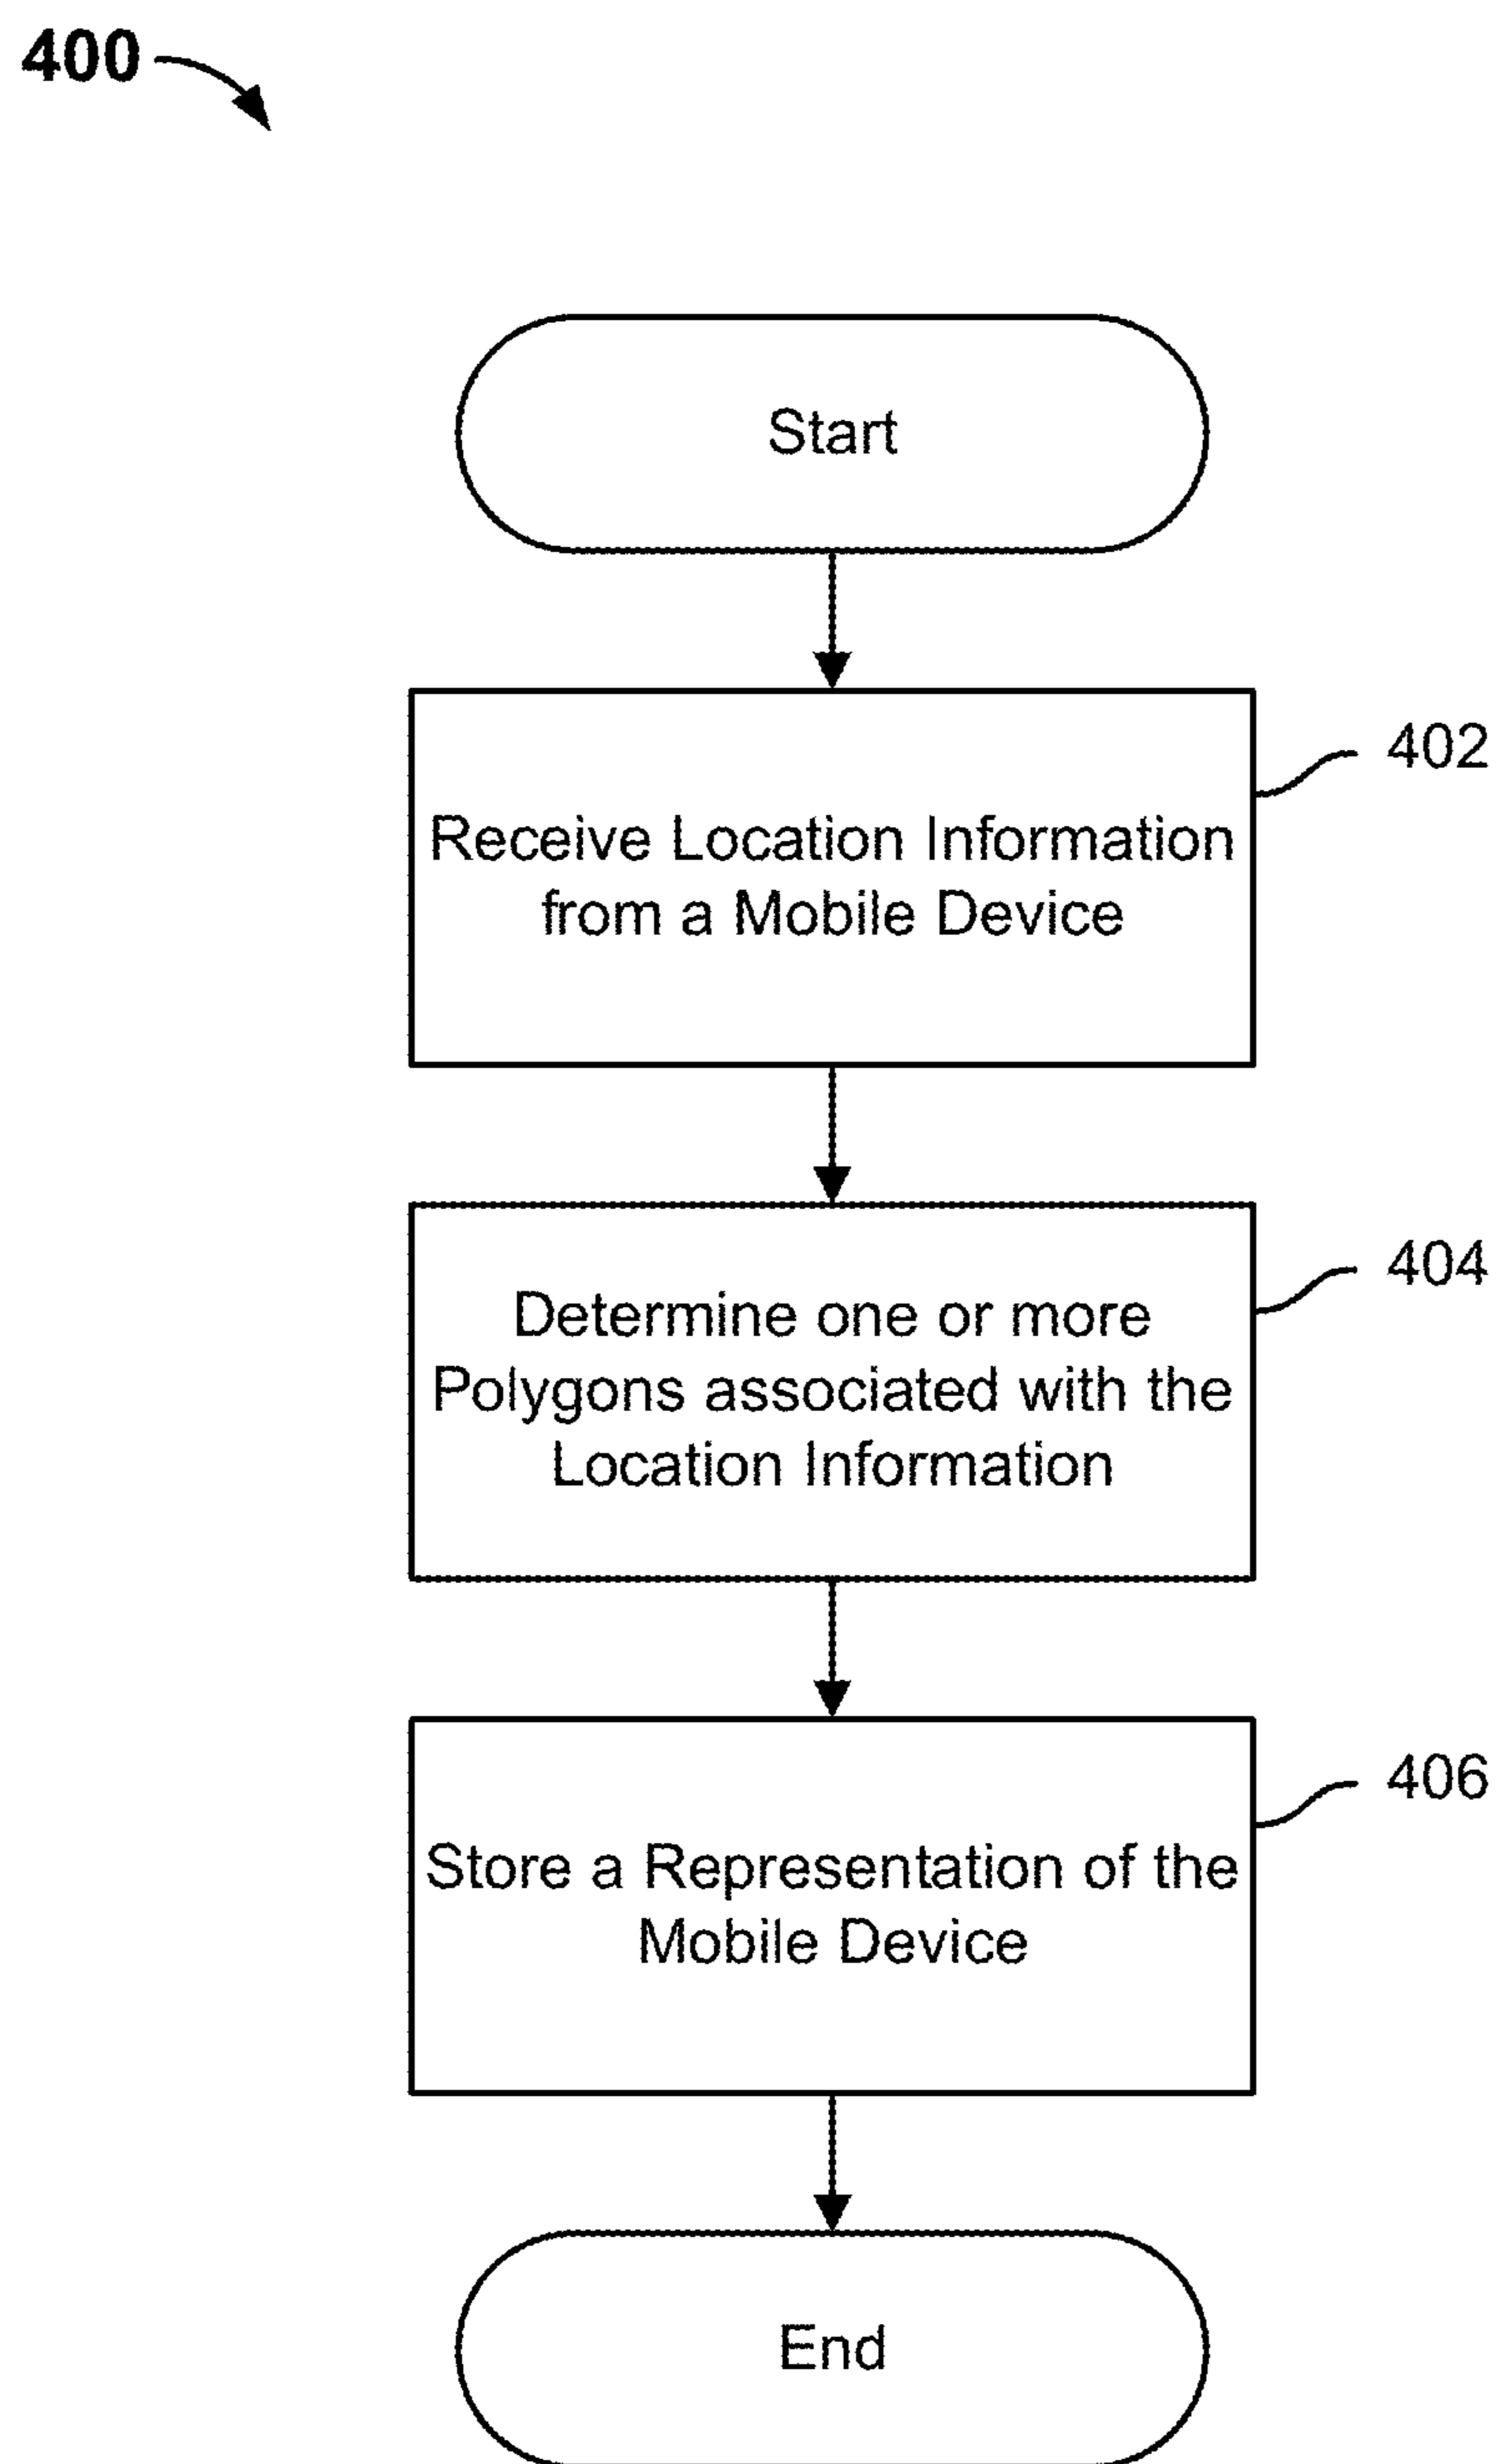 400
Start
Receive Location Information
from a Mobile Device
402
Determine one or more
Polygons associated with the
Location Information
404
Store a Representation of the
Mobile Device
406
End